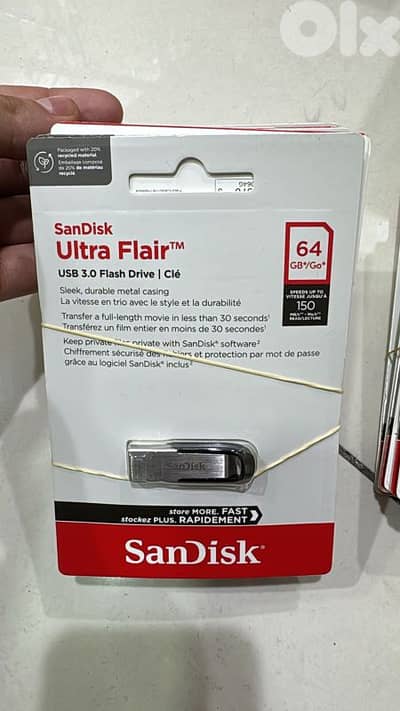 Olx
Packaged with 20%
recycled material
Emballage composé
de 20% de matériau
recyclé
SanDisk
Ultra Flair™
USB 3.0 Flash Drive | Clé
64
GB*/Go*
Sleek, durable metal casing
La vitesse en trio avec le style et la durabilité
SPEEDS UP TO
VITESSE JUSQU'À
150
READ/LECTURE
Transfer a full-length movie in less than 30 seconds¹
Transférez un film entier en moins de 30 secondes¹
Keep private files private with SanDisk® software²
Chiffrement sécurisé des fichiers et protection par mot de passe
grâce au logiciel SanDisk® inclus²
SanDisk
store MORE. FAST
stockez PLUS. RAPIDEMENT
SanDisk®